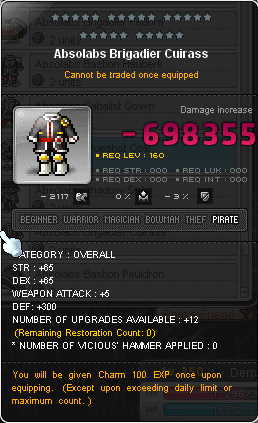 Absolabs Brigadier Cuirass
Cannot be traded once equipped
Damage increase
-698355
• REQ LEV : 160
• REQ STR : 000 • REQ LUK : 000
• REQ DEX : 000 • REQ INT : 000
- 2117 0% - 3%
BEGINNER WARRIOR MAGICIAN BOWMAN THIEF PIRATE
CATEGORY : OVERALL
STR : +65
DEX : +65
WEAPON ATTACK : +5
DEF: +300
NUMBER OF UPGRADES AVAILABLE : +12
(Remaining Restoration Count: 0)
* NUMBER OF VICIOUS' HAMMER APPLIED : 0
You will be given Charm 100 EXP once upon
equipping. (Except upon exceeding daily limit or
maximum count.)